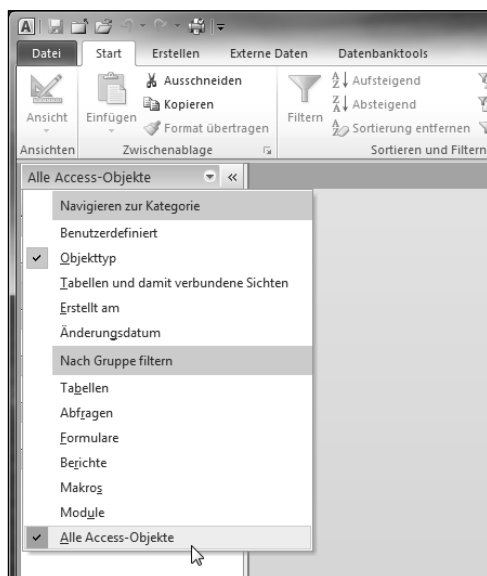 A
Datei Start Erstellen Externe Daten Datenbanktools
Ansicht
Einfügen
Ausschneiden
Kopieren
Format übertragen
Filtern
Aufsteigend
Absteigend
Sortierung entfernen
Ansichten Zwischenablage Sortieren und Filtern
Alle Access-Objekte
Navigieren zur Kategorie
Benutzerdefiniert
Objekttyp
Tabellen und damit verbundene Sichten
Erstellt am
Änderungsdatum
Nach Gruppe filtern
Tabellen
Abfragen
Formulare
Berichte
Makros
Module
Alle Access-Objekte